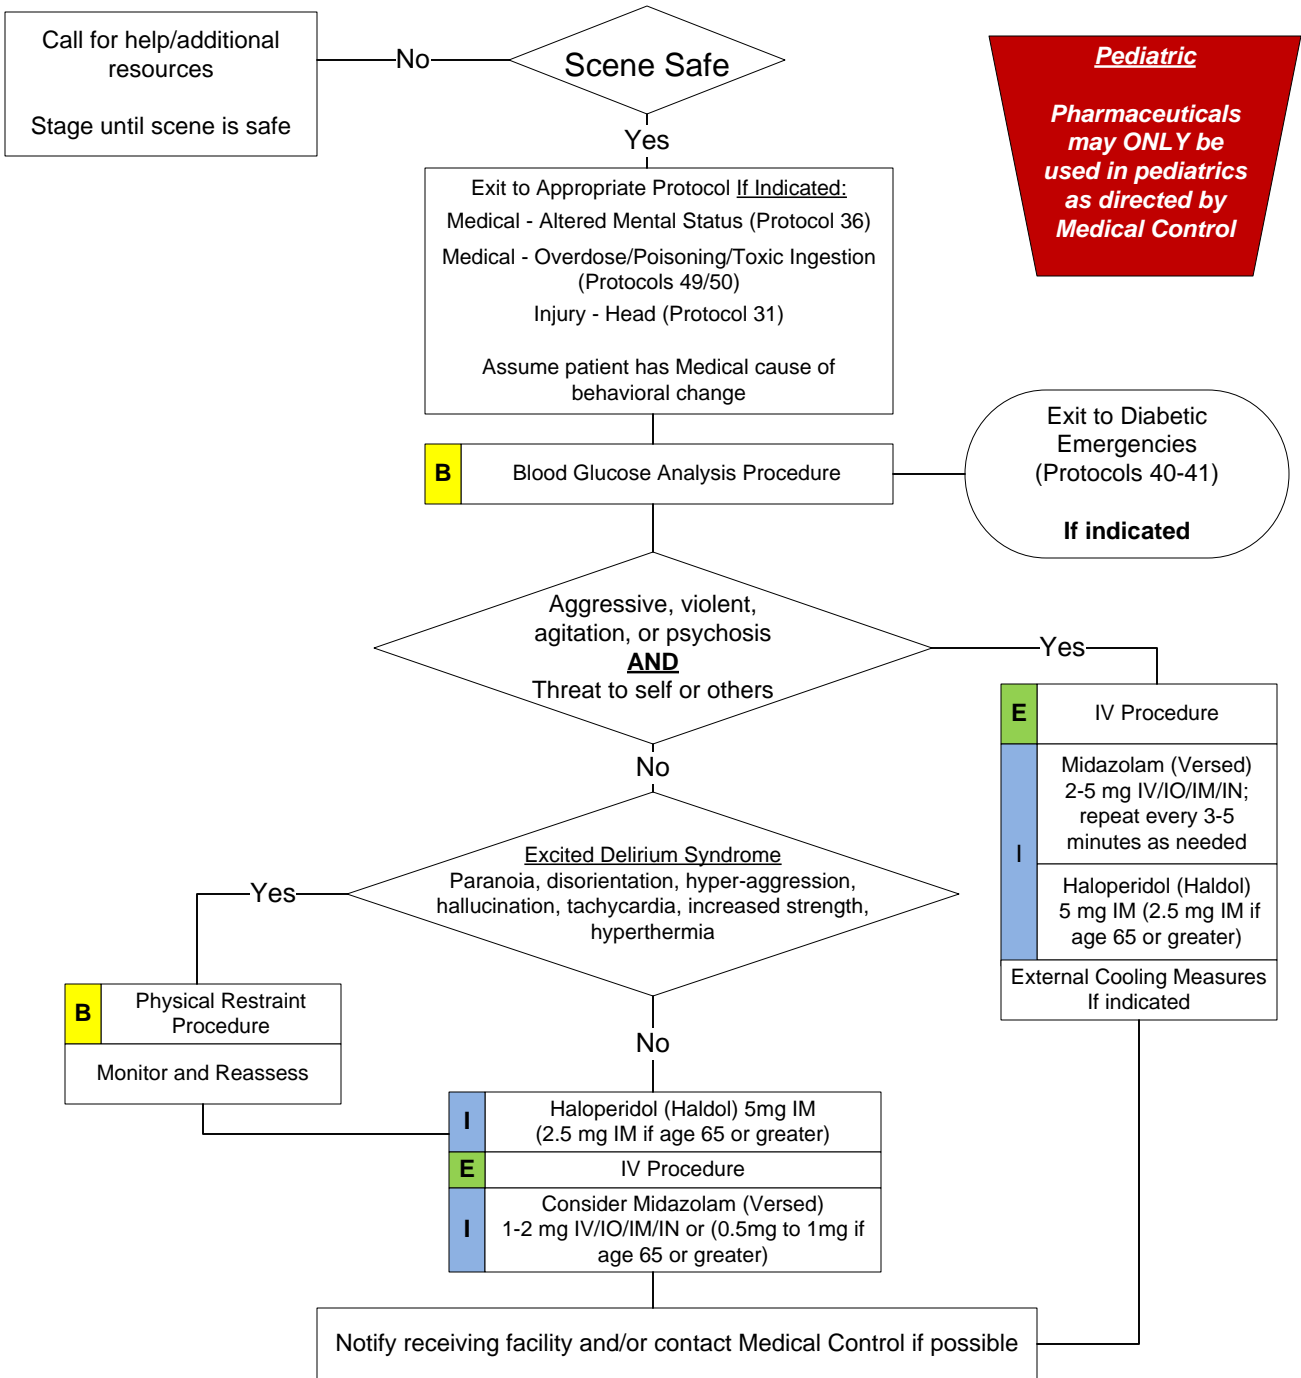 Call for help/additional
resources
Stage until scene is safe
No
Scene Safe
Yes
Pediatric
Pharmaceuticals
may ONLY be
used in pediatrics
as directed by
Medical Control
Exit to Appropriate Protocol If Indicated:
Medical - Altered Mental Status (Protocol 36)
Medical - Overdose/Poisoning/Toxic Ingestion
(Protocols 49/50)
Injury - Head (Protocol 31)
Assume patient has Medical cause of
behavioral change
B
Blood Glucose Analysis Procedure
Exit to Diabetic
Emergencies
(Protocols 40-41)
If indicated
Aggressive, violent,
agitation, or psychosis
AND
Threat to self or others
Yes
E
IV Procedure
I
Midazolam (Versed)
2-5 mg IV/IO/IM/IN;
repeat every 3-5
minutes as needed
Haloperidol (Haldol)
5 mg IM (2.5 mg IM if
age 65 or greater)
External Cooling Measures
If indicated
No
Excited Delirium Syndrome
Paranoia, disorientation, hyper-aggression,
hallucination, tachycardia, increased strength,
hyperthermia
Yes
B
Physical Restraint
Procedure
Monitor and Reassess
No
I
Haloperidol (Haldol) 5mg IM
(2.5 mg IM if age 65 or greater)
E
IV Procedure
I
Consider Midazolam (Versed)
1-2 mg IV/IO/IM/IN or (0.5mg to 1mg if
age 65 or greater)
Notify receiving facility and/or contact Medical Control if possible